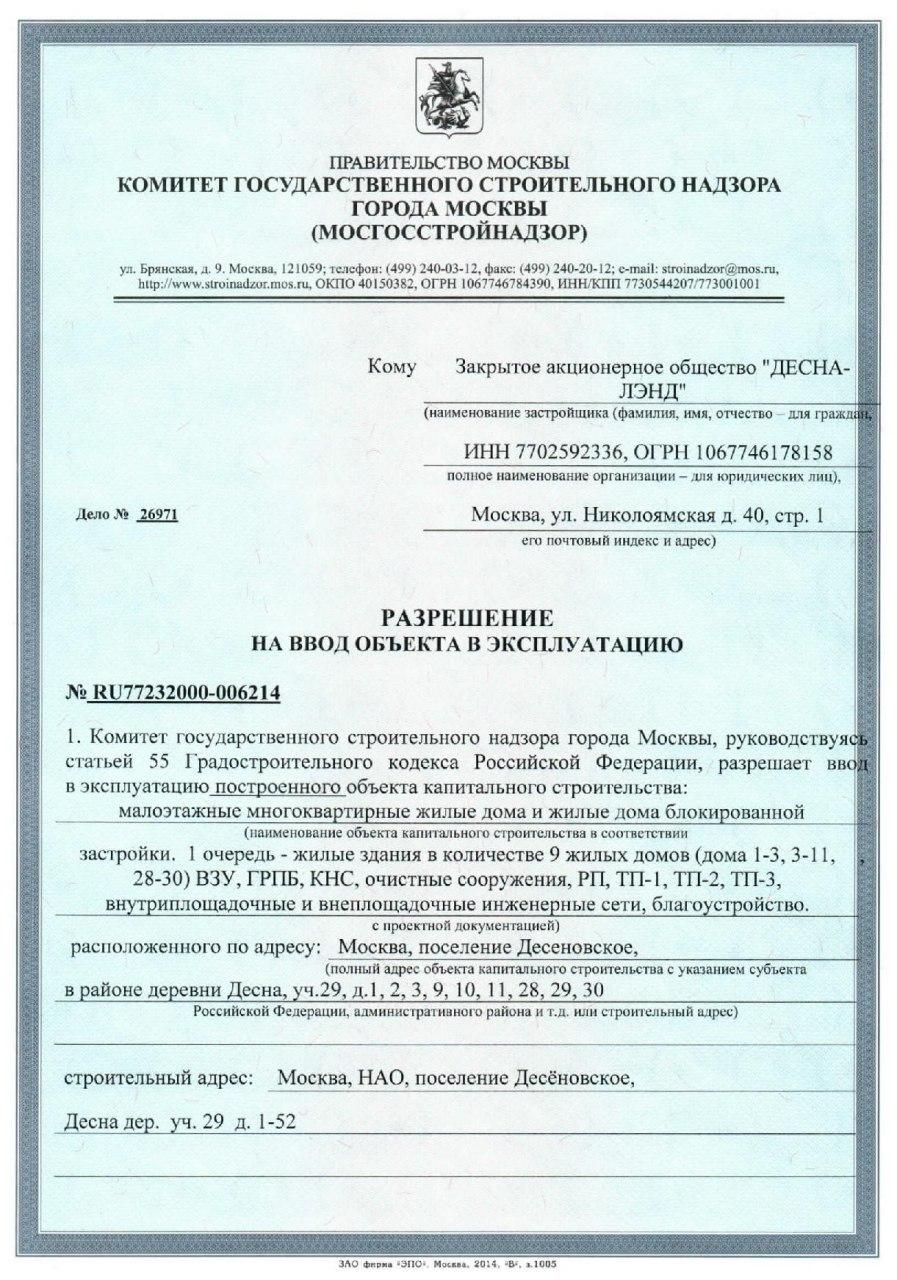 ПРАВИТЕЛЬСТВО МОСКВЫ
КОМИТЕТ ГОСУДАРСТВЕННОГО СТРОИТЕЛЬНОГО НАДЗОРА
ГОРОДА МОСКВЫ
(МОСГОССТРОЙНАДЗОР)
ул. Брянская, д. 9. Москва, 121059; телефон: (499) 240-03-12, факс: (499) 240-20-12; e-mail: stroinadzor@mos.ru,
http://www.stroinadzor.mos.ru, ОКПО 40150382, ОГРН 1067746784390, ИНН/КПП 7730544207/773001001
Кому Закрытое акционерное общество "ДЕСНА-
ЛЭНД"
(наименование застройщика (фамилия, имя, отчество – для граждан,
ИНН 7702592336, ОГРН 1067746178158
полное наименование организации – для юридических лиц),
Дело № 26971
Москва, ул. Николоямская д. 40, стр. 1
его почтовый индекс и адрес)
РАЗРЕШЕНИЕ
НА ВВОД ОБЪЕКТА В ЭКСПЛУАТАЦИЮ
№ RU77232000-006214
1. Комитет государственного строительного надзора города Москвы, руководствуясь
статьей 55 Градостроительного кодекса Российской Федерации, разрешает ввод
в эксплуатацию построенного объекта капитального строительства:
малоэтажные многоквартирные жилые дома и жилые дома блокированной
(наименование объекта капитального строительства в соответствии
застройки. 1 очередь - жилые здания в количестве 9 жилых домов (дома 1-3, 3-11, ,
28-30) ВЗУ, ГРПБ, КНС, очистные сооружения, РП, ТП-1, ТП-2, ТП-3,
внутриплощадочные и внеплощадочные инженерные сети, благоустройство.
с проектной документацией)
расположенного по адресу: Москва, поселение Десеновское,
(полный адрес объекта капитального строительства с указанием субъекта
в районе деревни Десна, уч.29, д.1, 2, 3, 9, 10, 11, 28, 29, 30
Российской Федерации, административного района и т.д. или строительный адрес)
строительный адрес: Москва, НАО, поселение Десёновское,
Десна дер. уч. 29 д. 1-52
ЗАО фирма "ЭПО". Москва, 2014, "В", з.1005